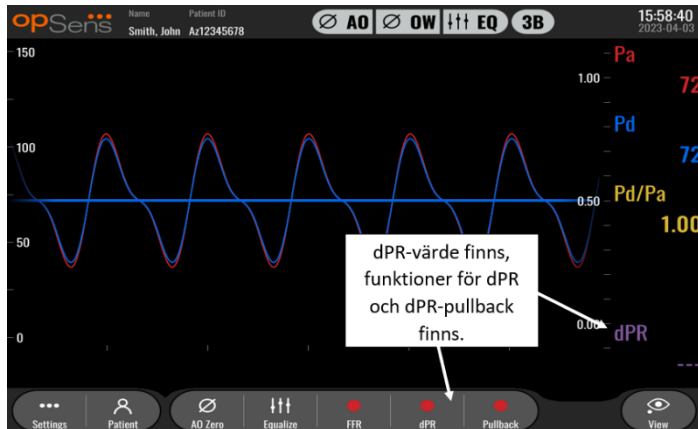 opSens
Name
Patient ID
Smith, John Az12345678
AO OW EQ 3B
15:58:40
2023-04-03
150
100
50
0
1.00
0.50
0.00
Pa
72
Pd
72
Pd/Pa
1.00
dPR
---
dPR-värde finns,
funktioner för dPR
och dPR-pullback
finns.
Settings
Patient
AO Zero
Equalize
FFR
dPR
Pullback
View